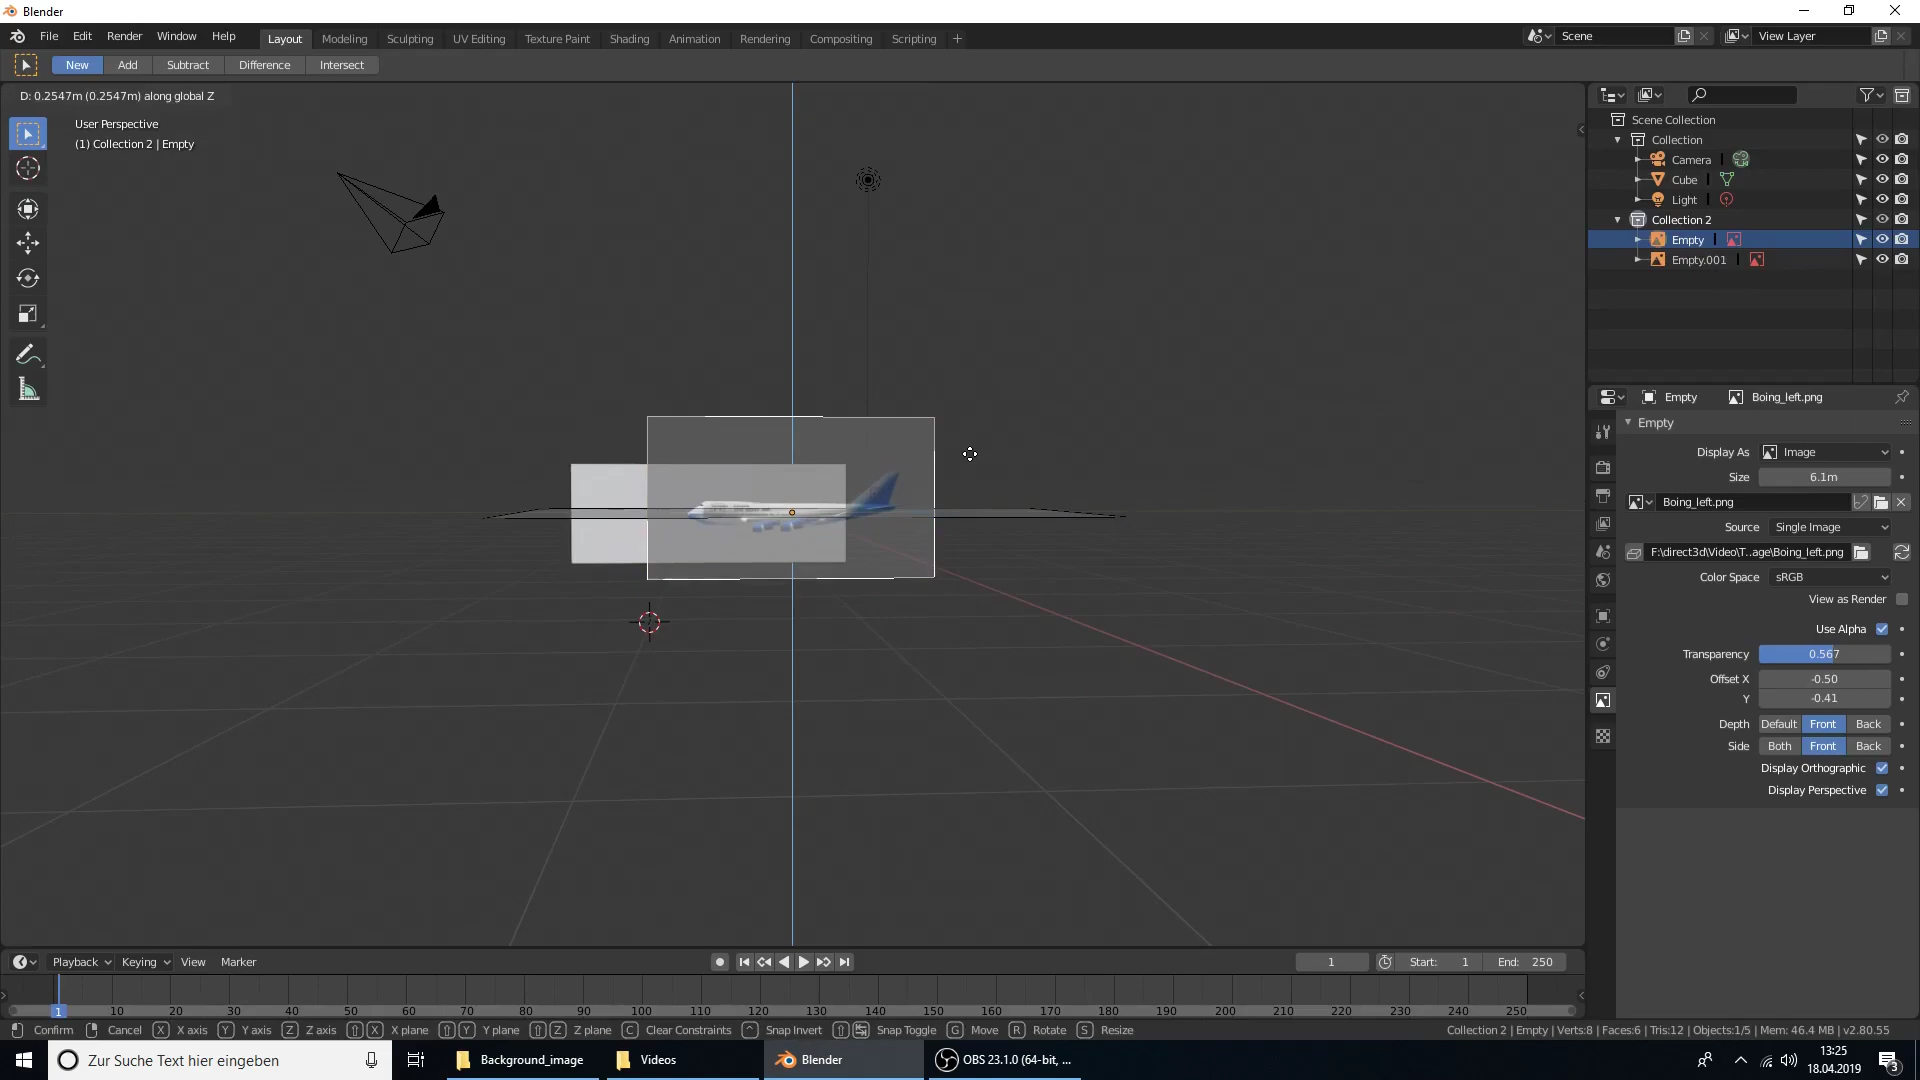 Blender
File Edit Render Window Help
Layout Modeling Sculpting UV Editing Texture Paint Shading Animation Rendering Compositing Scripting +
Scene
View Layer
New Add Subtract Difference Intersect
D: 0.2547m (0.2547m) along global Z
User Perspective
(1) Collection 2 | Empty
Scene Collection
Collection
Camera
Cube
Light
Collection 2
Empty
Empty.001
Empty Boing_left.png
Empty
Display As Image
Size 6.1m
Boing_left.png
Source Single Image
F:\direct3d\Video\T..age\Boing_left.png
Color Space sRGB
View as Render
Use Alpha
Transparency 0.567
Offset X -0.50
Y -0.41
Depth Default Front Back
Side Both Front Back
Display Orthographic
Display Perspective
Playback Keying View Marker
1 Start: 1 End: 250
1 10 20 30 40 50 60 70 80 90 100 110 120 130 140 150 160 170 180 190 200 210 220 230 240 250
Confirm Cancel X X axis Y Y axis Z Z axis X X plane Y Y plane Z Z plane C Clear Constraints ^ Snap Invert Snap Toggle G Move R Rotate S Resize
Collection 2 | Empty | Verts:8 | Faces:6 | Tris:12 | Objects:1/5 | Mem: 46.4 MB | v2.80.55
Zur Suche Text hier eingeben
Background_image
Videos
Blender
OBS 23.1.0 (64-bit, ...
13:25
18.04.2019
3